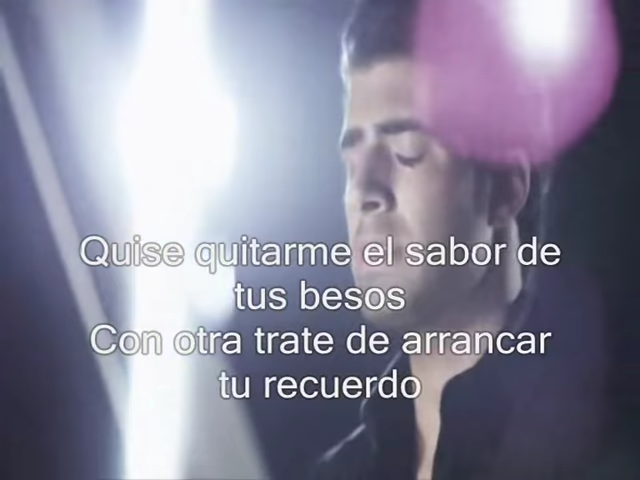 Quise quitarme el sabor de
tus besos
Con otra trate de arrancar
tu recuerdo